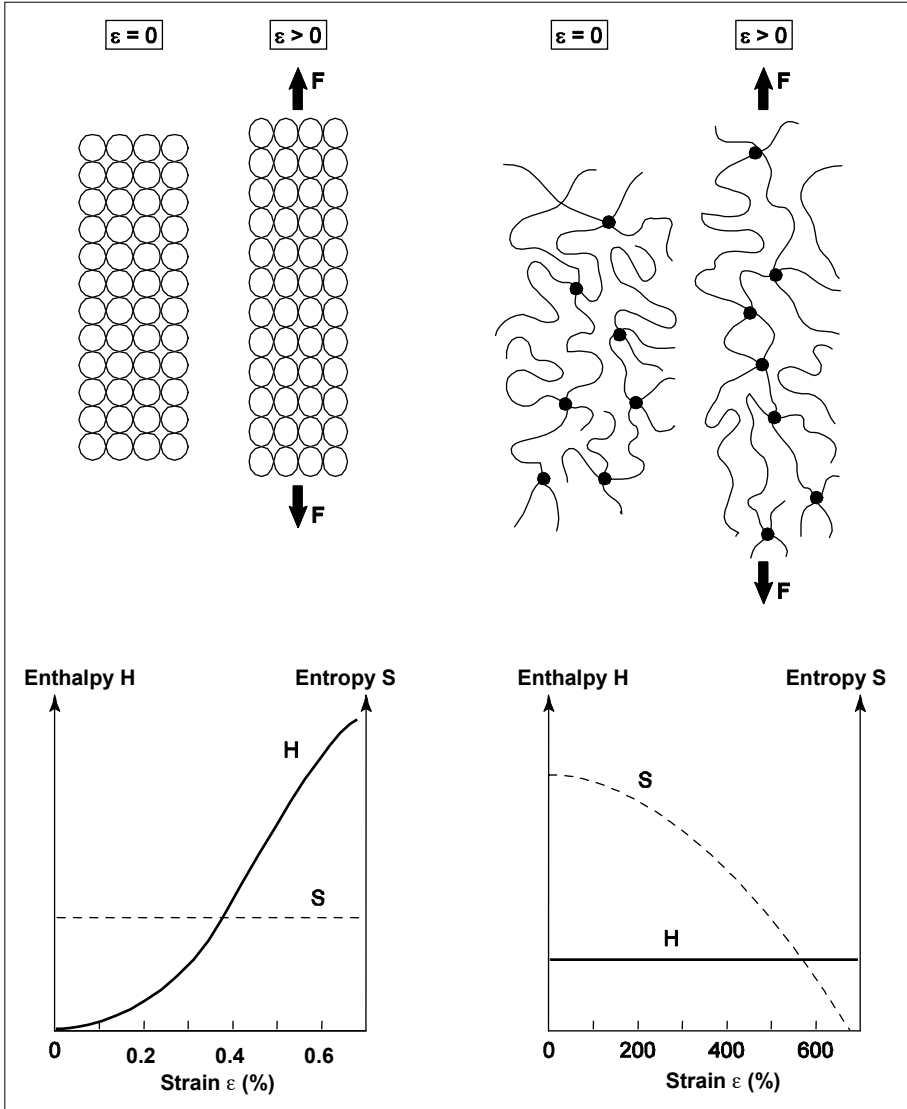 ε = 0
ε > 0
ε = 0
ε > 0
F
F
F
F
Enthalpy H
Entropy S
H
S
0
0.2
0.4
0.6
Strain ε (%)
Enthalpy H
Entropy S
S
H
0
200
400
600
Strain ε (%)